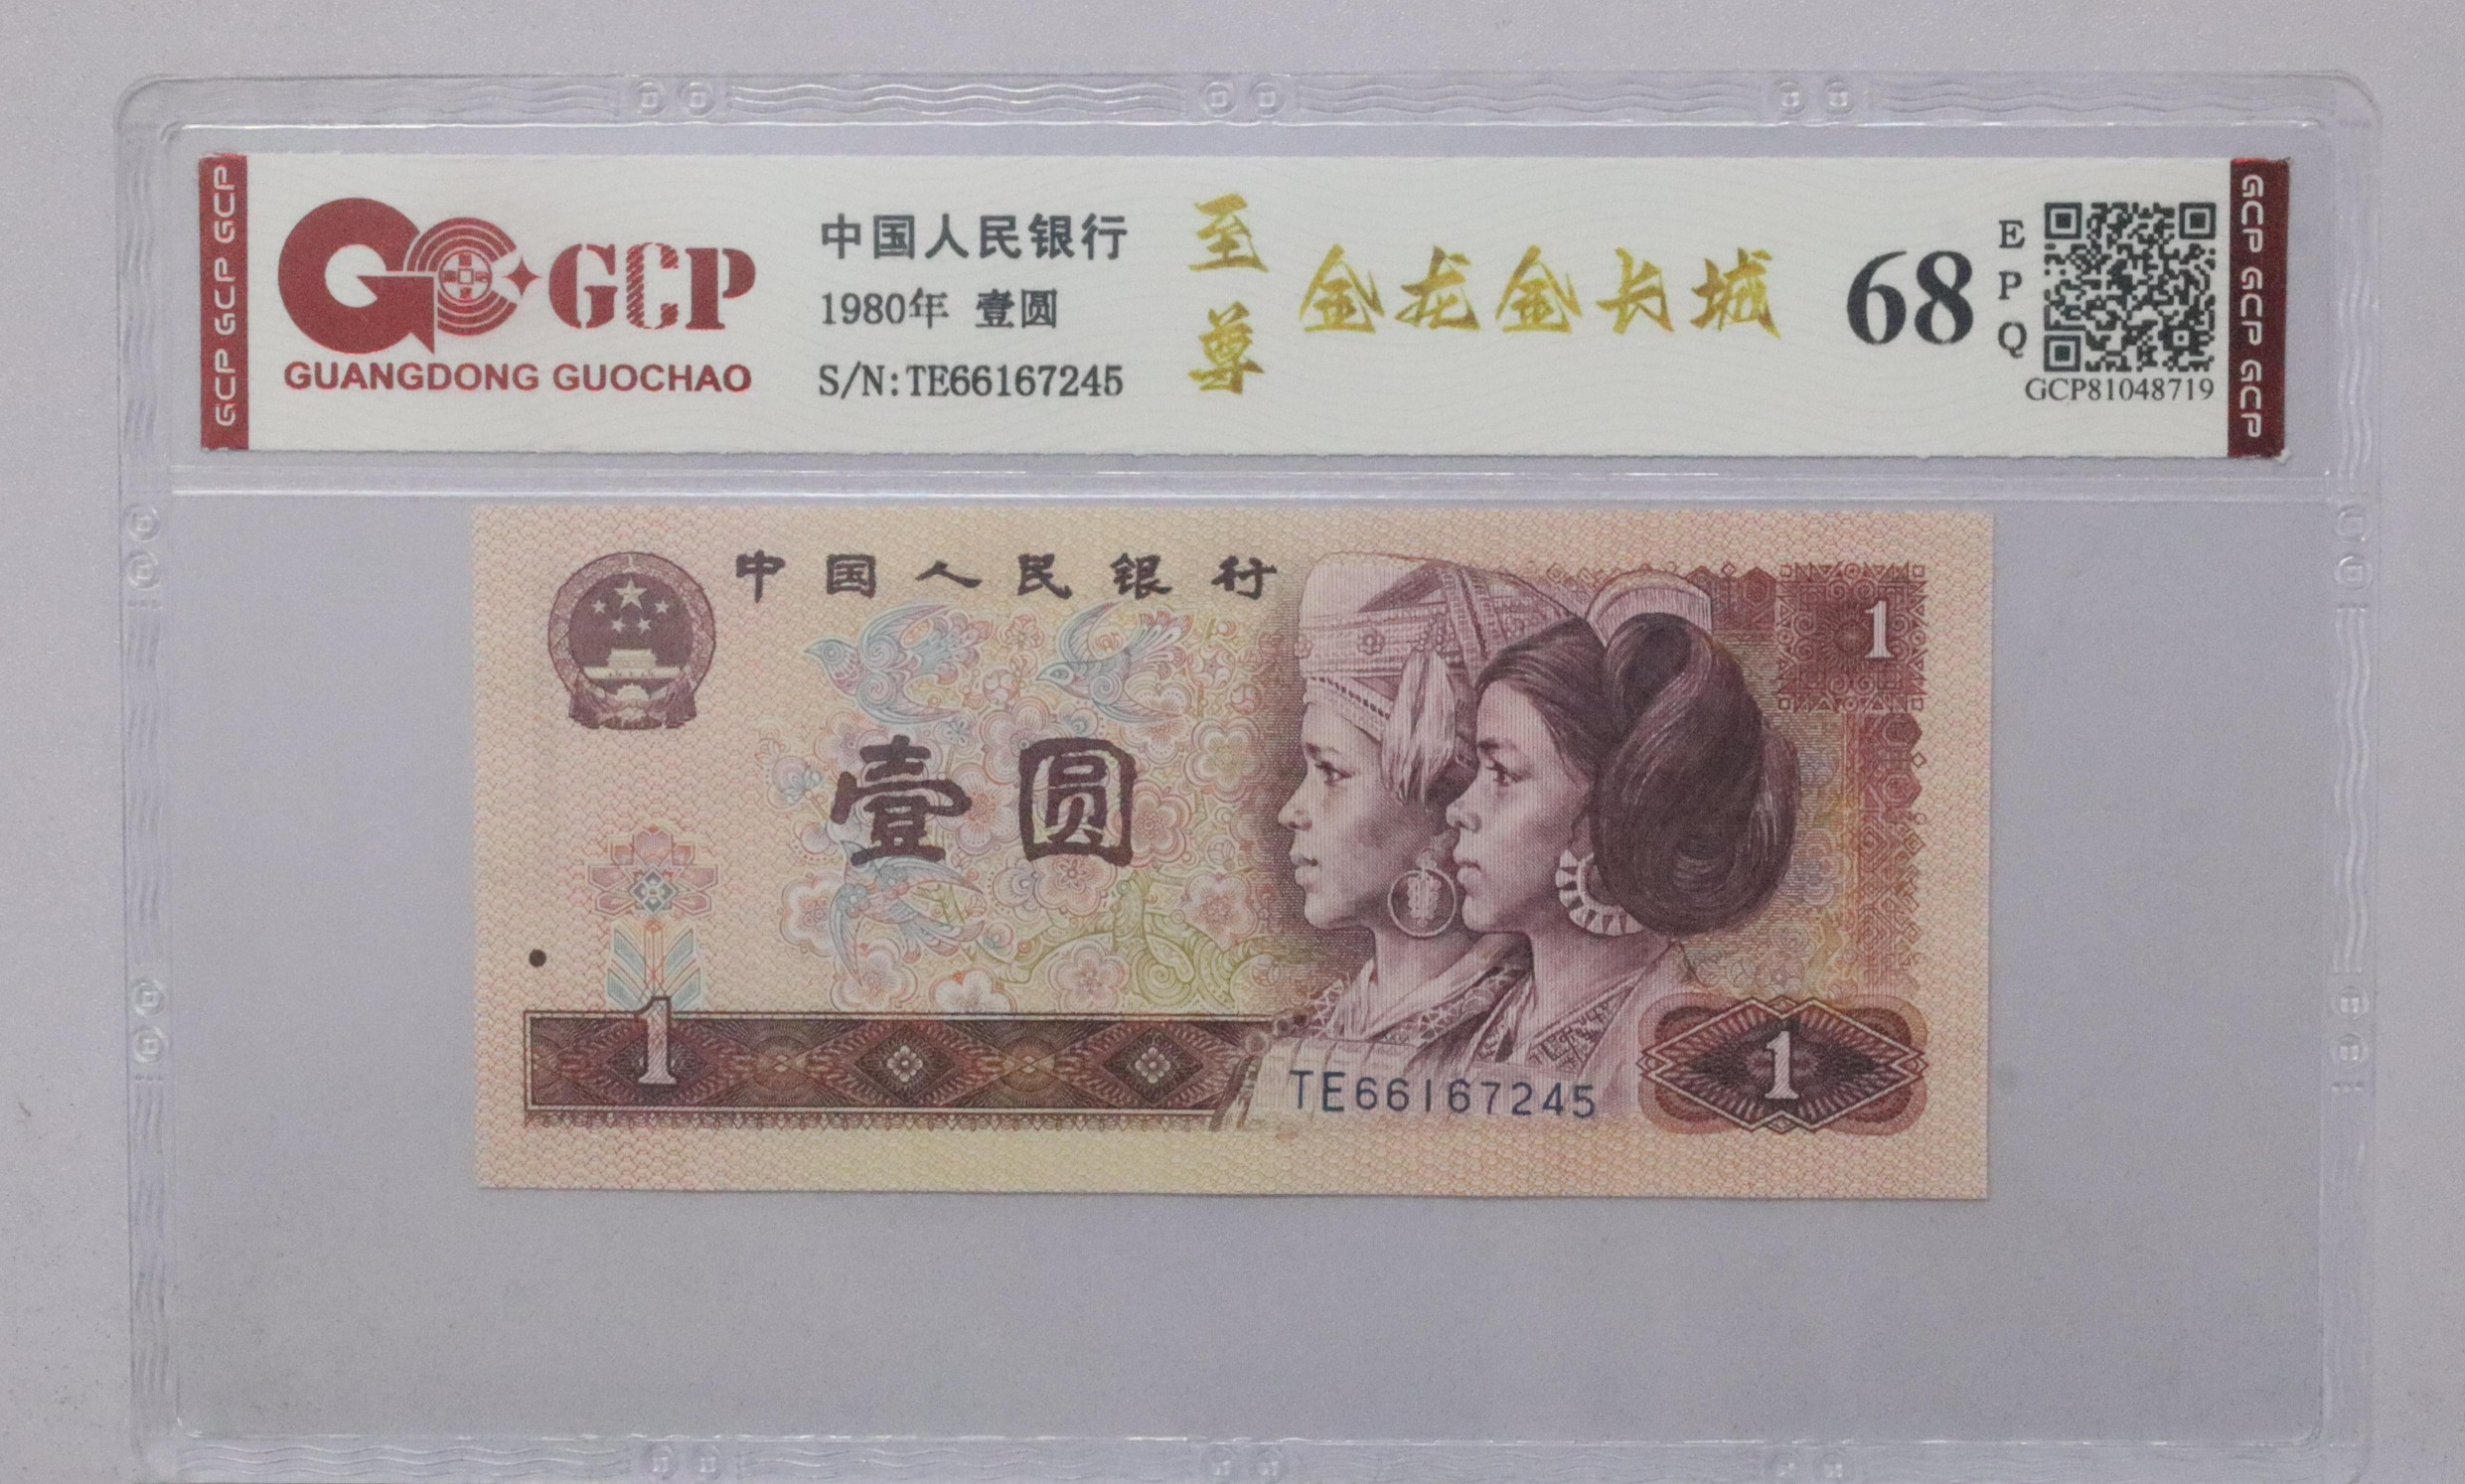 GCP GCP GCP
GCP
GUANGDONG GUOCHAO
中国人民银行
1980年 壹圆
S/N:TE66167245
至尊
金龙金长城
68
EPQ
GCP81048719
GCP GCP GCP
中国人民银行
1
壹圆
1
TE66167245
1